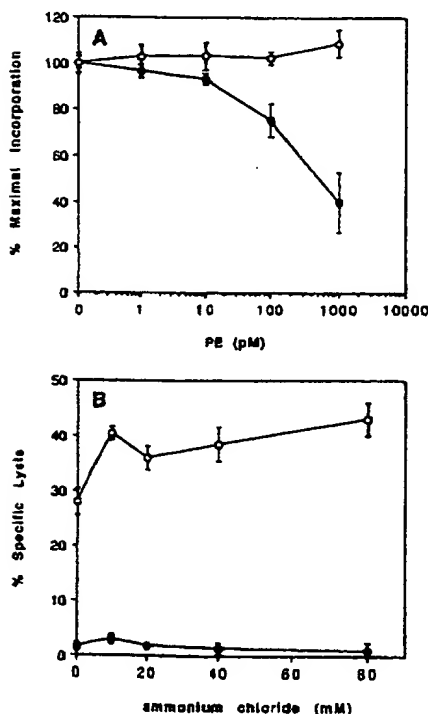 A
120
100
80
60
40
20
0
% Maximal Incorporation
0 1 10 100 1000 10000
PE (pM)
B
50
40
30
20
10
0
% Specific Lysis
0 20 40 60 80
ammonium chloride (mM)